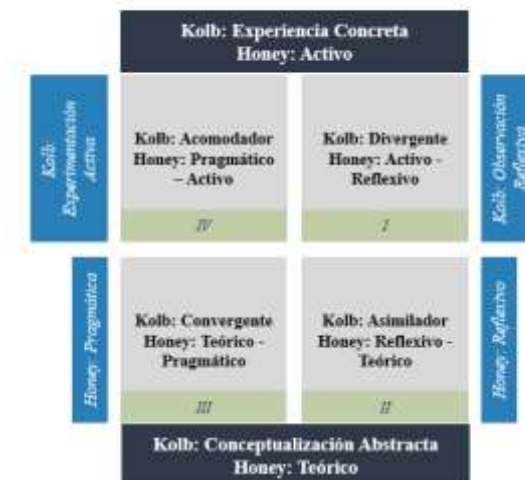 Kolb: Experiencia Concreta
Honey: Activo
Kolb
Experimentación
Activa
Kolb: Acomodador
Honey: Pragmático
– Activo
IV
Kolb: Divergente
Honey: Activo -
Reflexivo
I
Kolb: Observación
Reflexiva
Honey: Pragmática
Kolb: Convergente
Honey: Teórico -
Pragmático
III
Kolb: Asimilador
Honey: Reflexivo -
Teórico
II
Honey: Reflexivo
Kolb: Conceptualización Abstracta
Honey: Teórico